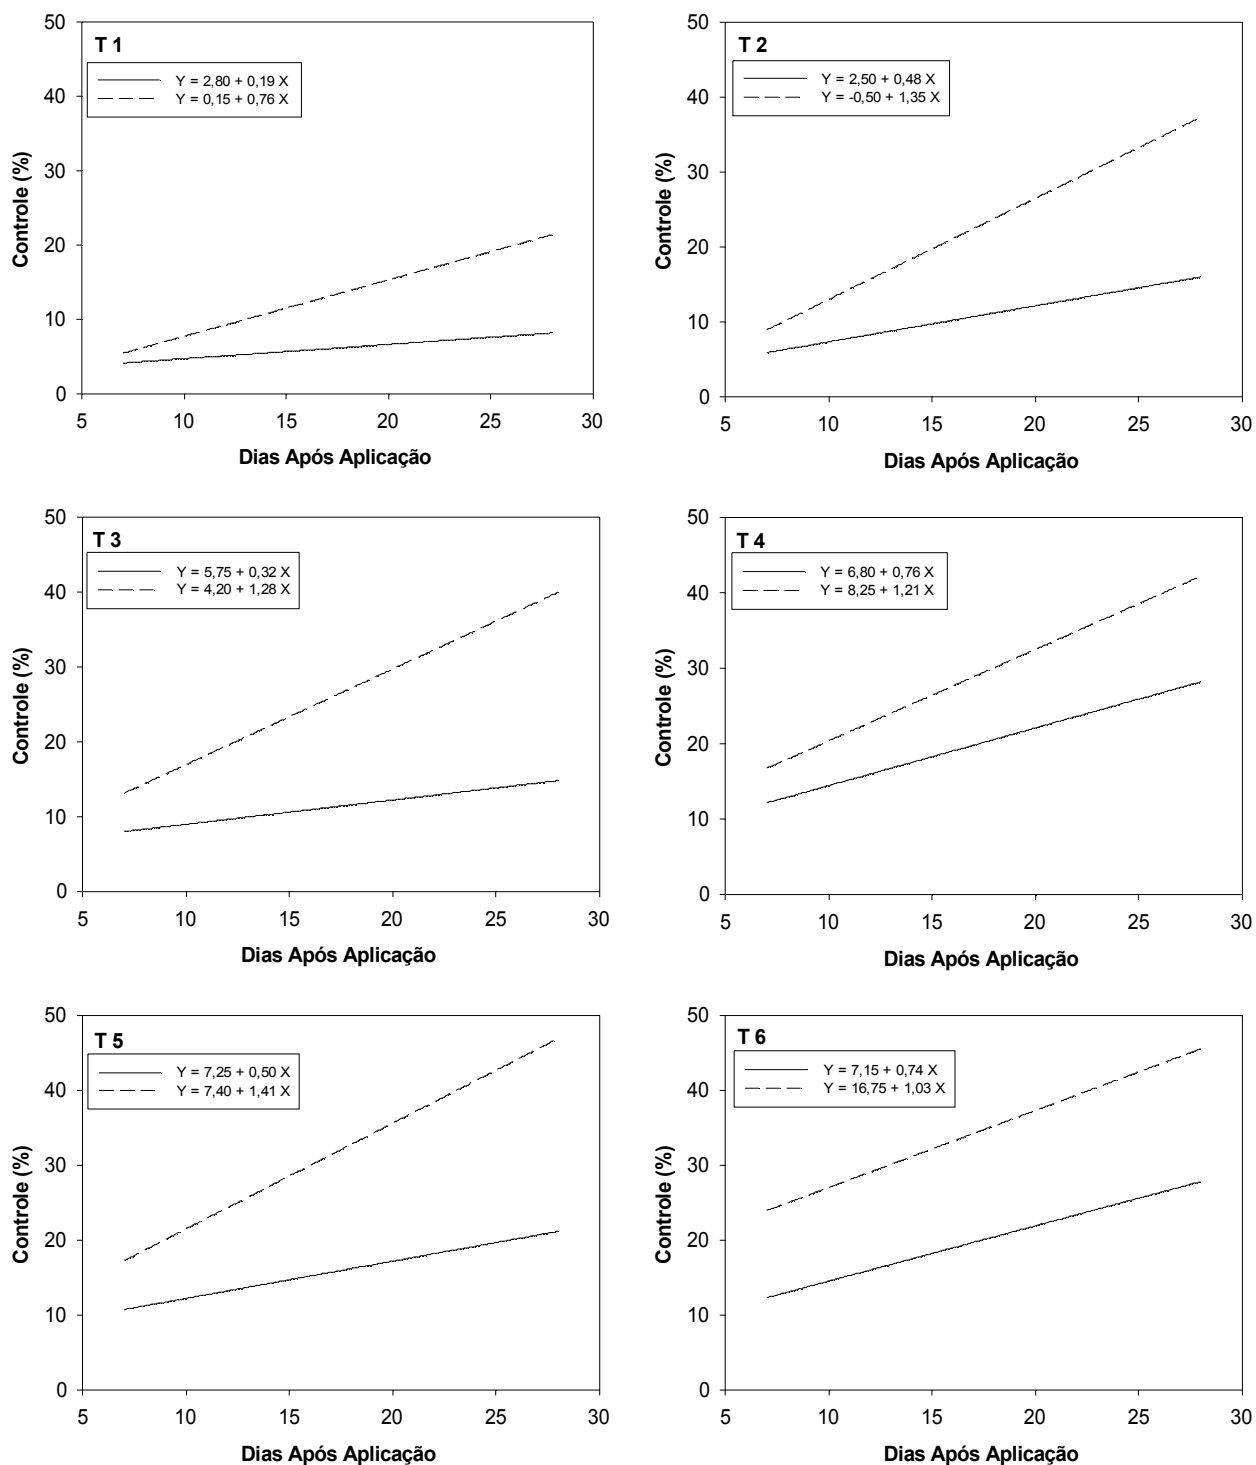 T 1
Y = 2,80 + 0,19 X
Y = 0,15 + 0,76 X
Controle (%)
50
40
30
20
10
0
5 10 15 20 25 30
Dias Após Aplicação
T 2
Y = 2,50 + 0,48 X
Y = -0,50 + 1,35 X
Controle (%)
50
40
30
20
10
0
5 10 15 20 25 30
Dias Após Aplicação
T 3
Y = 5,75 + 0,32 X
Y = 4,20 + 1,28 X
Controle (%)
50
40
30
20
10
0
5 10 15 20 25 30
Dias Após Aplicação
T 4
Y = 6,80 + 0,76 X
Y = 8,25 + 1,21 X
Controle (%)
50
40
30
20
10
0
5 10 15 20 25 30
Dias Após Aplicação
T 5
Y = 7,25 + 0,50 X
Y = 7,40 + 1,41 X
Controle (%)
50
40
30
20
10
0
5 10 15 20 25 30
Dias Após Aplicação
T 6
Y = 7,15 + 0,74 X
Y = 16,75 + 1,03 X
Controle (%)
50
40
30
20
10
0
5 10 15 20 25 30
Dias Após Aplicação